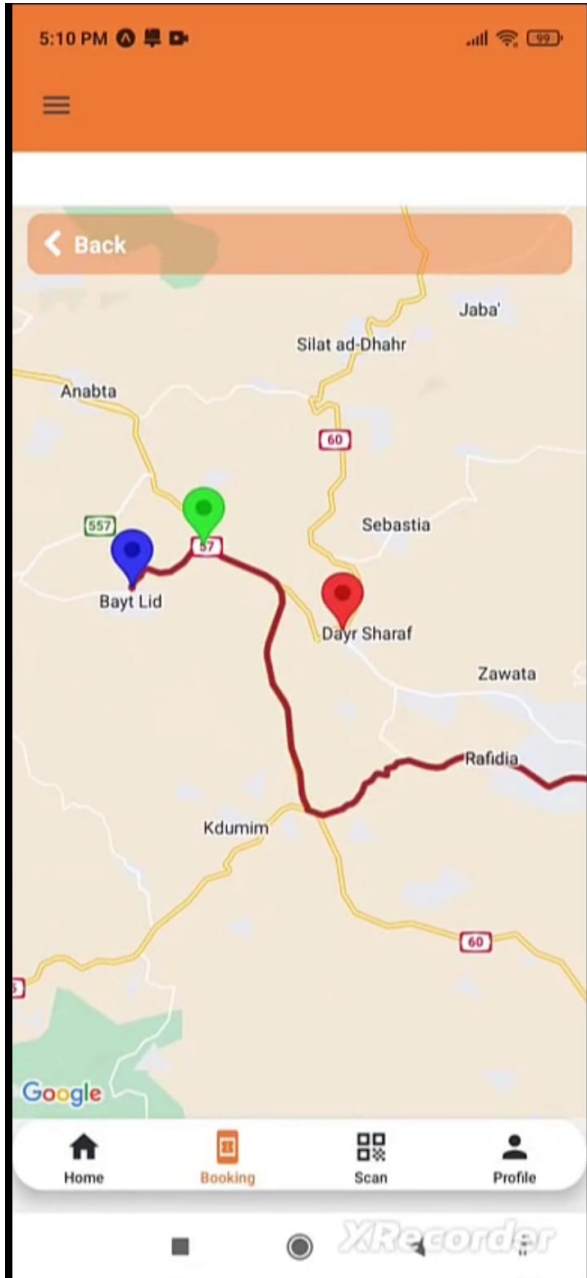 5:10 PM
99
Back
Jaba'
Silat ad-Dhahr
Anabta
60
Sebastia
557
57
Bayt Lid
Dayr Sharaf
Zawata
Rafidia
Kdumim
60
5
Google
Home
Booking
Scan
Profile
XRecorder